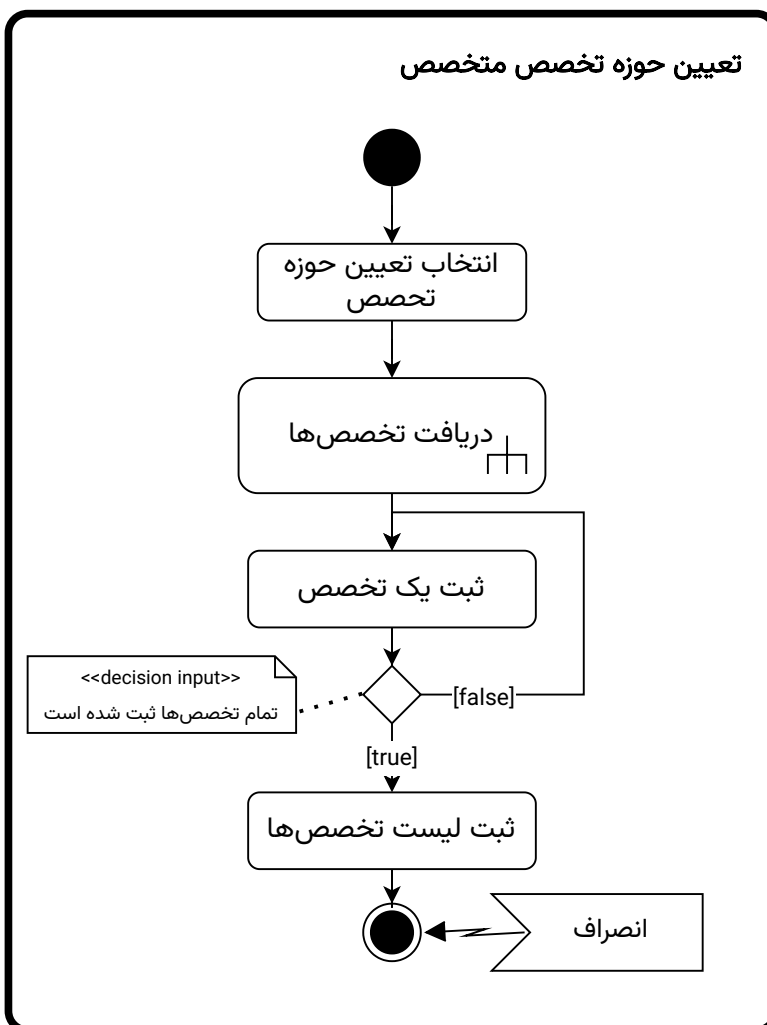 تعیین حوزه تخصص متخصص
انتخاب تعیین حوزه
تحصص
دریافت تخصص‌ها
ثبت یک تخصص
<<decision input>>
تمام تخصص‌ها ثبت شده است
[false]
[true]
ثبت لیست تخصص‌ها
انصراف